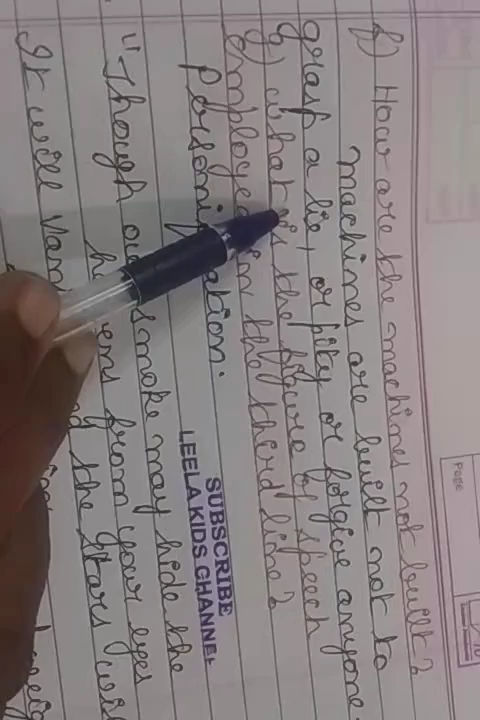 f) How are the machines not built?
machines are built not to
grasp a lie, or pity or forgive anyone.
g) What is the figure of speech
employed in the third line?
Personification.
"Though our smoke may hide the
from your eyes
It will the stars
SUBSCRIBE
LEELA KIDS CHANNEL
Page